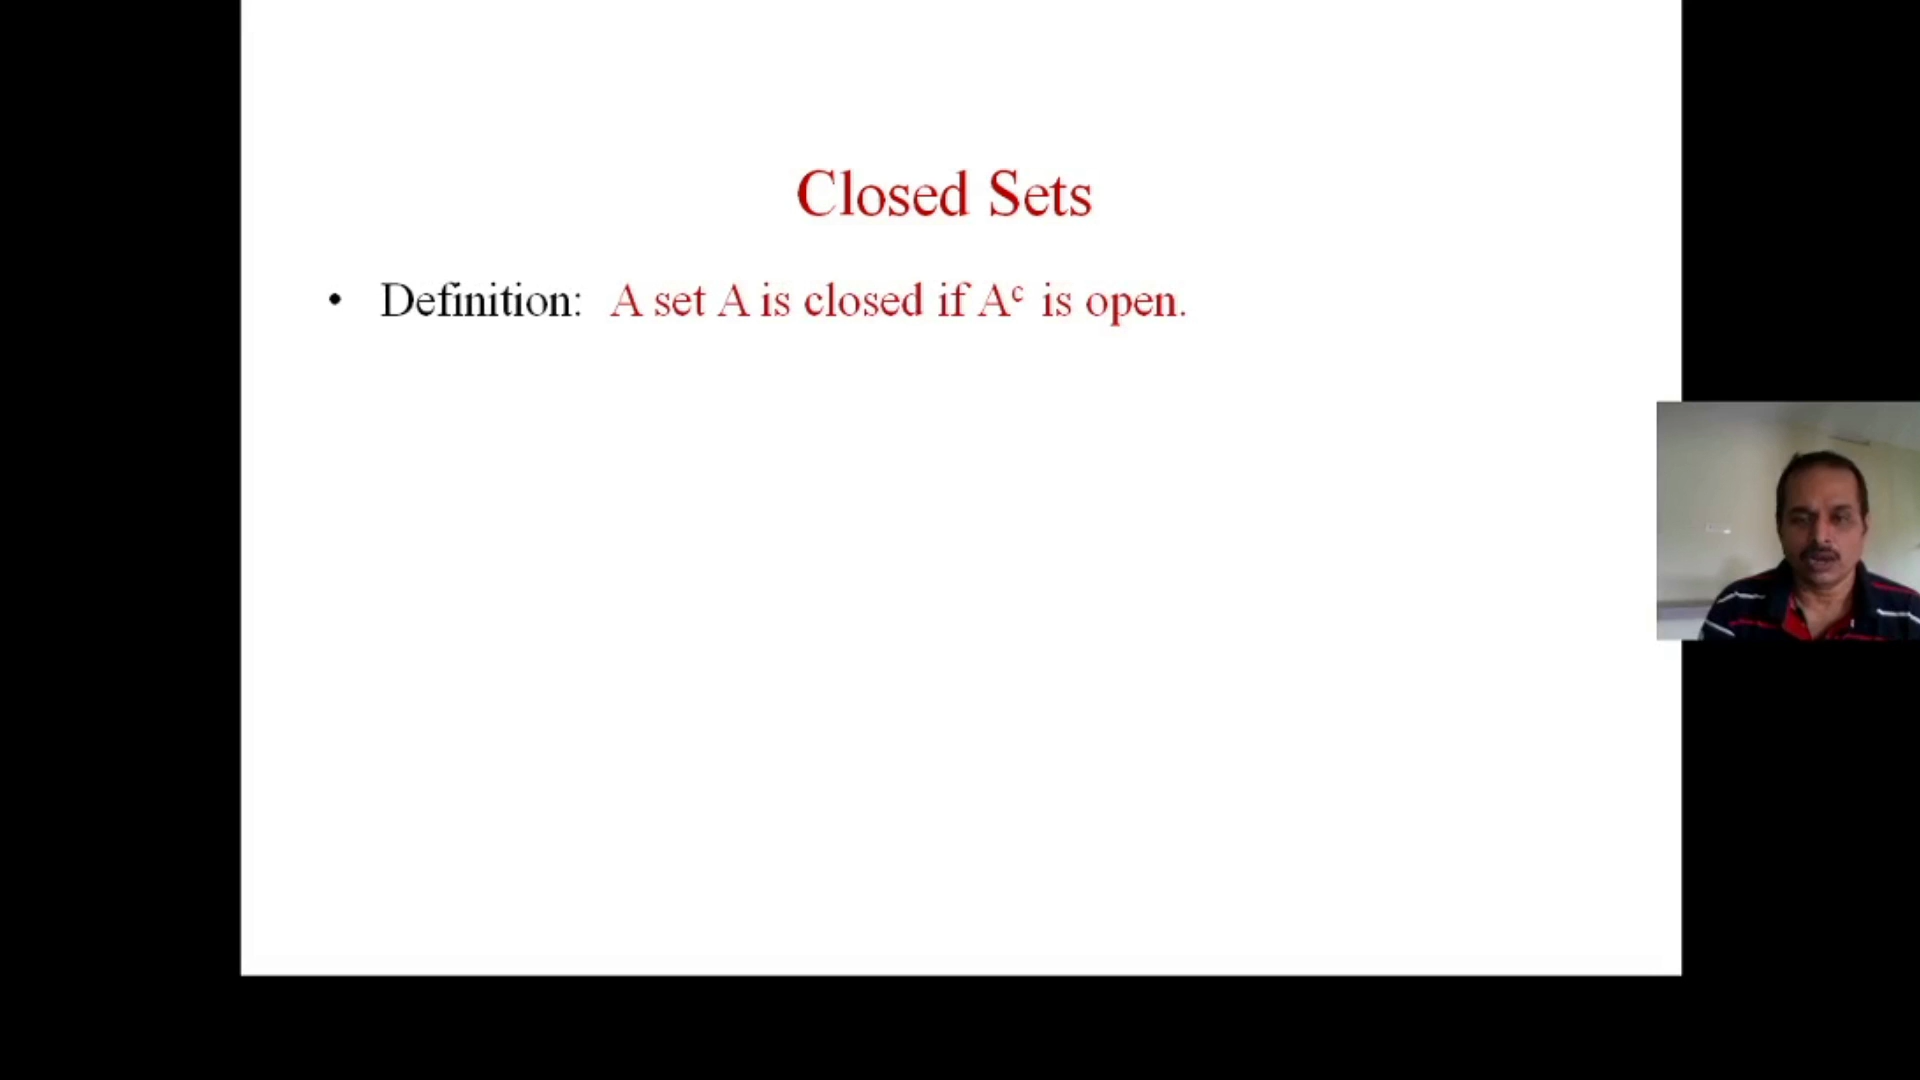 Closed Sets
• Definition: A set A is closed if Aᶜ is open.